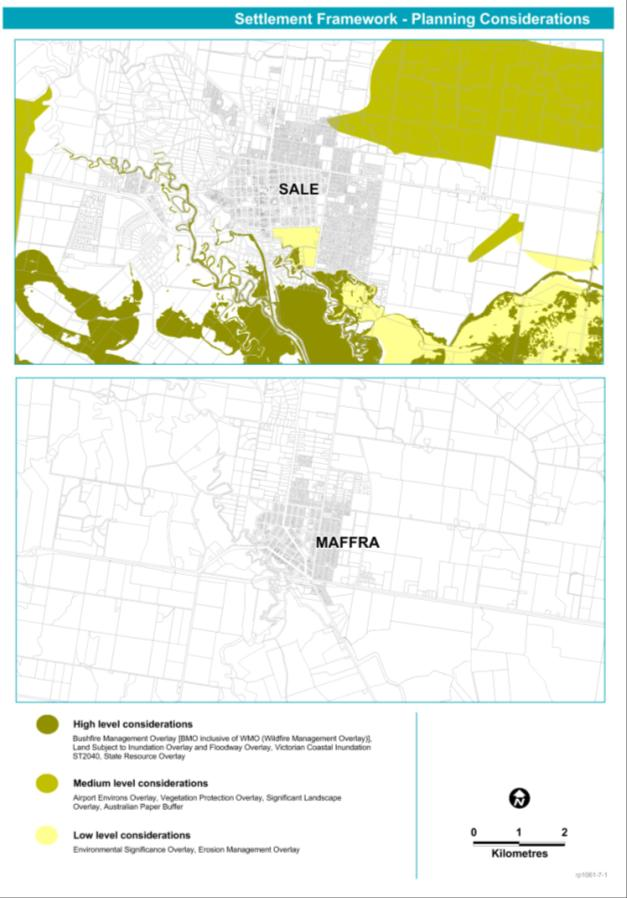 Settlement Framework - Planning Considerations
SALE
MAFFRA
High level considerations
Bushfire Management Overlay [BMO inclusive of WMO (Wildfire Management Overlay)],
Land Subject to Inundation Overlay and Floodway Overlay, Victorian Coastal Inundation
ST2040, State Resource Overlay
Medium level considerations
Airport Environs Overlay, Vegetation Protection Overlay, Significant Landscape
Overlay, Australian Paper Buffer
Low level considerations
Environmental Significance Overlay, Erosion Management Overlay
N
0 1 2
Kilometres
rp1061-7-1